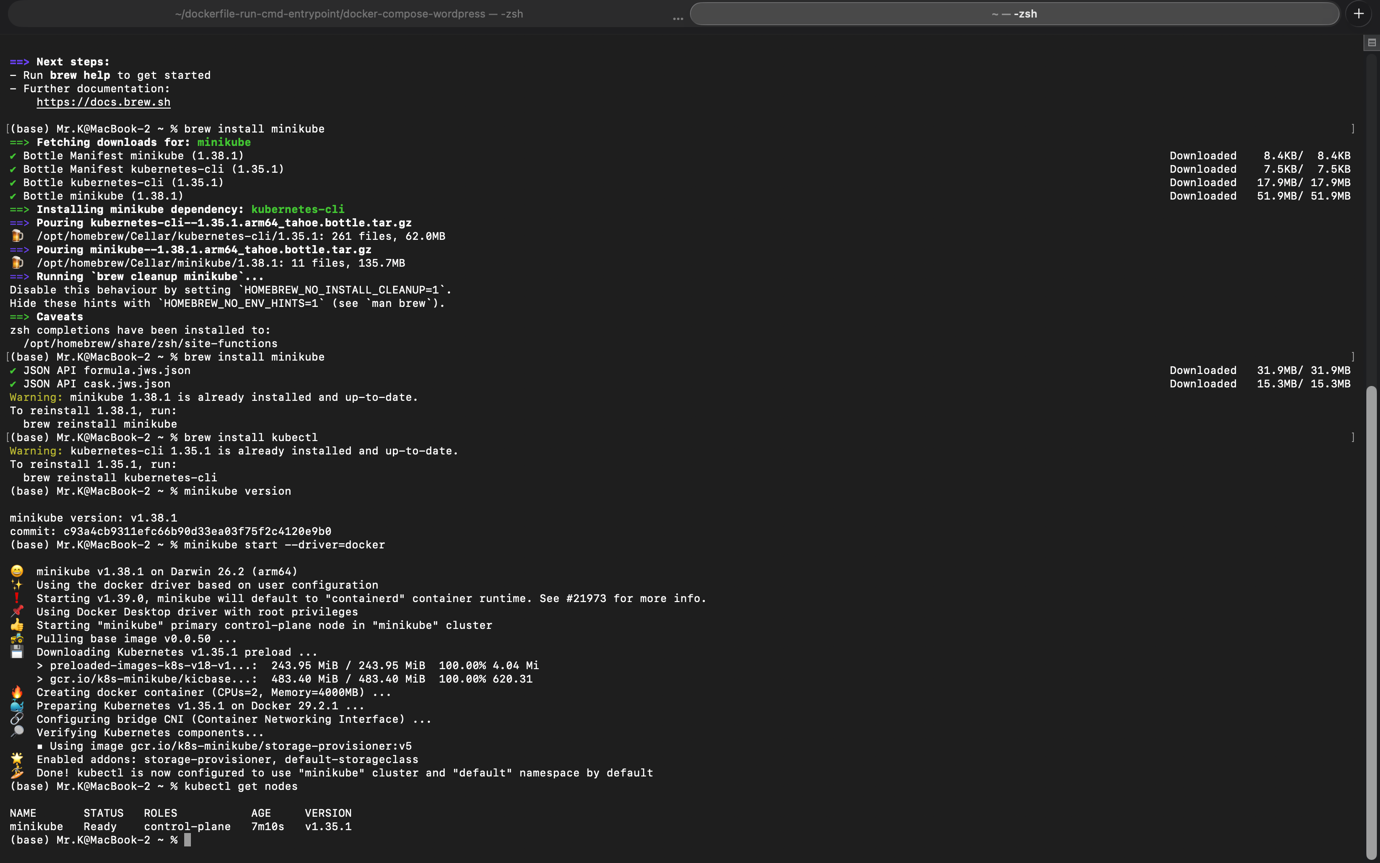 ~/dockerfile-run-cmd-entrypoint/docker-compose-wordpress — -zsh
...
~ — -zsh
+
==> Next steps:
- Run brew help to get started
- Further documentation:
    https://docs.brew.sh
[(base) Mr.K@MacBook-2 ~ % brew install minikube ]
==> Fetching downloads for: minikube
✔ Bottle Manifest minikube (1.38.1) Downloaded 8.4KB/ 8.4KB
✔ Bottle Manifest kubernetes-cli (1.35.1) Downloaded 7.5KB/ 7.5KB
✔ Bottle kubernetes-cli (1.35.1) Downloaded 17.9MB/ 17.9MB
✔ Bottle minikube (1.38.1) Downloaded 51.9MB/ 51.9MB
==> Installing minikube dependency: kubernetes-cli
==> Pouring kubernetes-cli--1.35.1.arm64_tahoe.bottle.tar.gz
🍺  /opt/homebrew/Cellar/kubernetes-cli/1.35.1: 261 files, 62.0MB
==> Pouring minikube--1.38.1.arm64_tahoe.bottle.tar.gz
🍺  /opt/homebrew/Cellar/minikube/1.38.1: 11 files, 135.7MB
==> Running `brew cleanup minikube`...
Disable this behaviour by setting `HOMEBREW_NO_INSTALL_CLEANUP=1`.
Hide these hints with `HOMEBREW_NO_ENV_HINTS=1` (see `man brew`).
==> Caveats
zsh completions have been installed to:
  /opt/homebrew/share/zsh/site-functions
[(base) Mr.K@MacBook-2 ~ % brew install minikube ]
✔ JSON API formula.jws.json Downloaded 31.9MB/ 31.9MB
✔ JSON API cask.jws.json Downloaded 15.3MB/ 15.3MB
Warning: minikube 1.38.1 is already installed and up-to-date.
To reinstall 1.38.1, run:
  brew reinstall minikube
[(base) Mr.K@MacBook-2 ~ % brew install kubectl ]
Warning: kubernetes-cli 1.35.1 is already installed and up-to-date.
To reinstall 1.35.1, run:
  brew reinstall kubernetes-cli
(base) Mr.K@MacBook-2 ~ % minikube version
minikube version: v1.38.1
commit: c93a4cb9311efc66b90d33ea03f75f2c4120e9b0
(base) Mr.K@MacBook-2 ~ % minikube start --driver=docker
😄  minikube v1.38.1 on Darwin 26.2 (arm64)
✨  Using the docker driver based on user configuration
❗  Starting v1.39.0, minikube will default to "containerd" container runtime. See #21973 for more info.
📌  Using Docker Desktop driver with root privileges
👍  Starting "minikube" primary control-plane node in "minikube" cluster
🚜  Pulling base image v0.0.50 ...
💾  Downloading Kubernetes v1.35.1 preload ...
    > preloaded-images-k8s-v18-v1...:  243.95 MiB / 243.95 MiB  100.00% 4.04 Mi
    > gcr.io/k8s-minikube/kicbase...:  483.40 MiB / 483.40 MiB  100.00% 620.31
🔥  Creating docker container (CPUs=2, Memory=4000MB) ...
🐳  Preparing Kubernetes v1.35.1 on Docker 29.2.1 ...
🔗  Configuring bridge CNI (Container Networking Interface) ...
🔎  Verifying Kubernetes components...
    ▪ Using image gcr.io/k8s-minikube/storage-provisioner:v5
🌟  Enabled addons: storage-provisioner, default-storageclass
🏄  Done! kubectl is now configured to use "minikube" cluster and "default" namespace by default
(base) Mr.K@MacBook-2 ~ % kubectl get nodes
NAME       STATUS   ROLES           AGE     VERSION
minikube   Ready    control-plane   7m10s   v1.35.1
(base) Mr.K@MacBook-2 ~ %